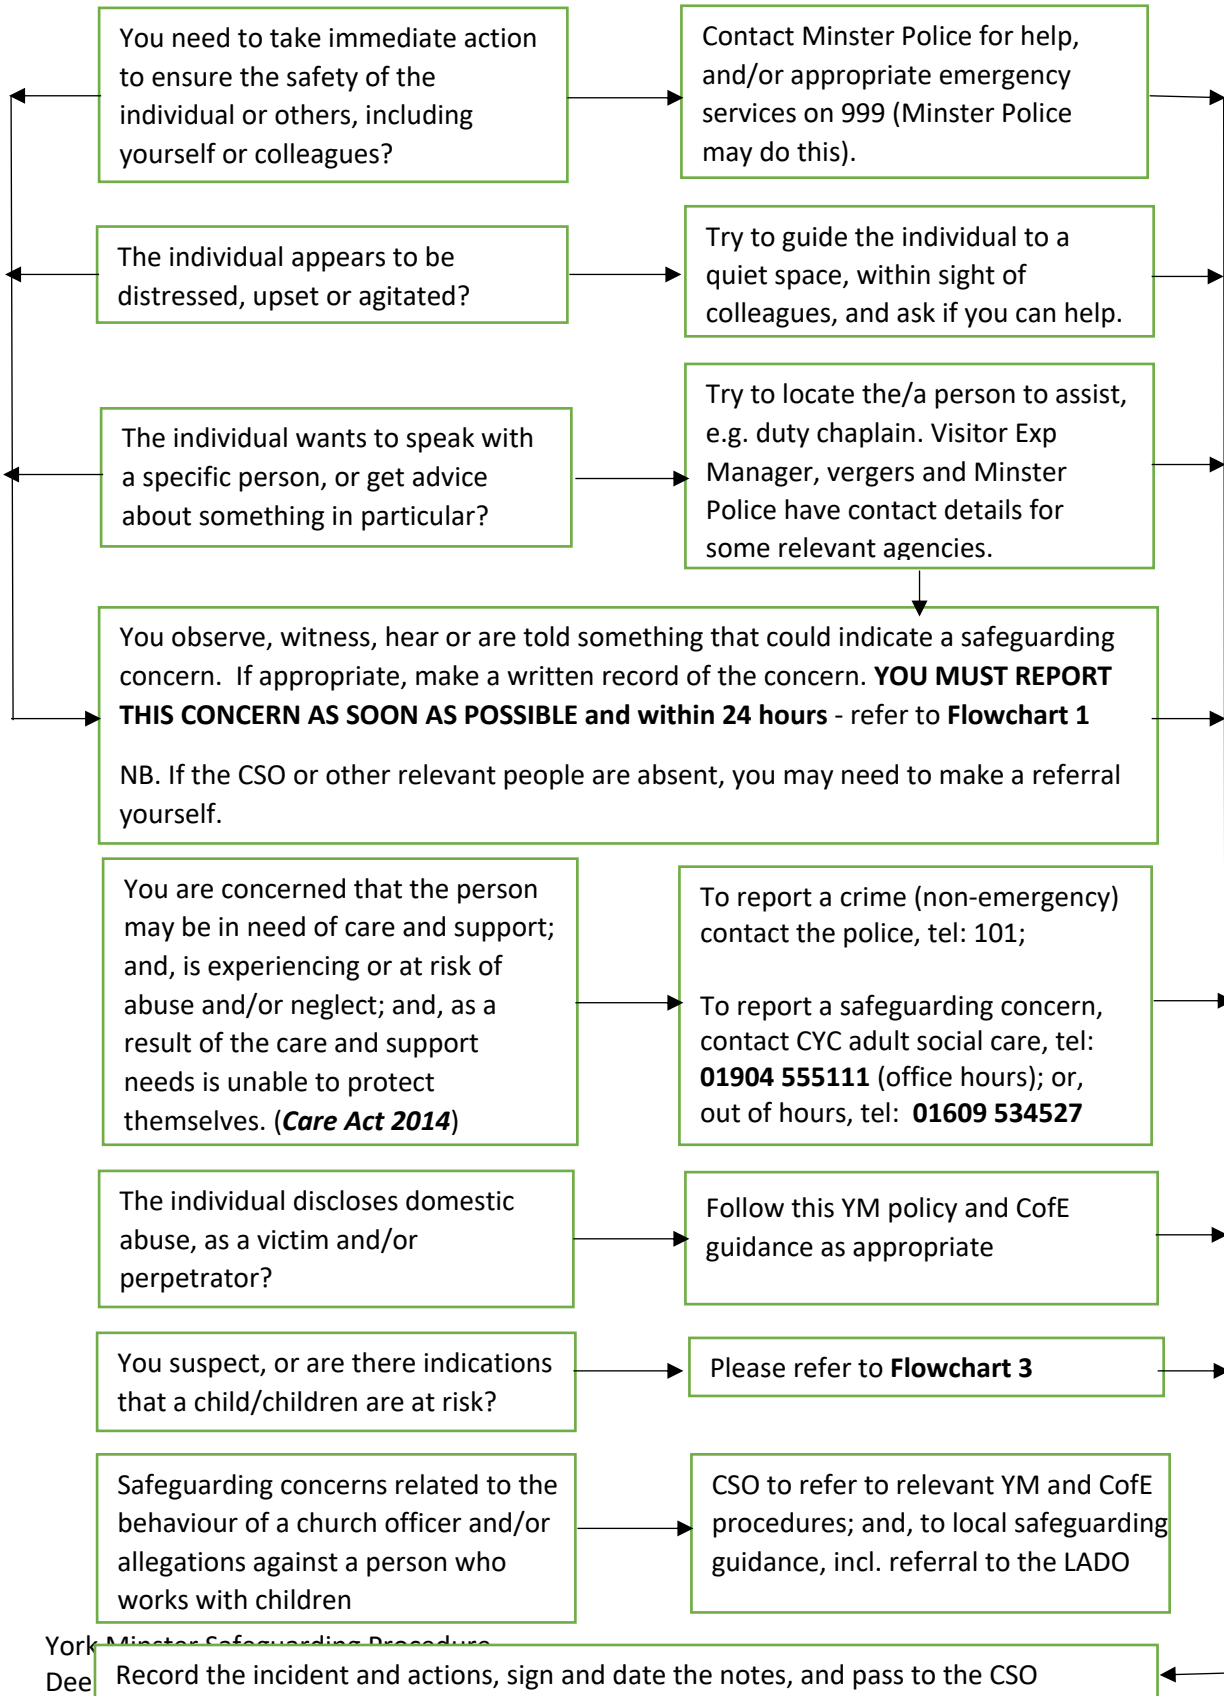 You need to take immediate action
to ensure the safety of the
individual or others, including
yourself or colleagues?
Contact Minster Police for help,
and/or appropriate emergency
services on 999 (Minster Police
may do this).
The individual appears to be
distressed, upset or agitated?
Try to guide the individual to a
quiet space, within sight of
colleagues, and ask if you can help.
The individual wants to speak with
a specific person, or get advice
about something in particular?
Try to locate the/a person to assist,
e.g. duty chaplain. Visitor Exp
Manager, vergers and Minster
Police have contact details for
some relevant agencies.
You observe, witness, hear or are told something that could indicate a safeguarding
concern.  If appropriate, make a written record of the concern. YOU MUST REPORT
THIS CONCERN AS SOON AS POSSIBLE and within 24 hours - refer to Flowchart 1
NB. If the CSO or other relevant people are absent, you may need to make a referral
yourself.
You are concerned that the person
may be in need of care and support;
and, is experiencing or at risk of
abuse and/or neglect; and, as a
result of the care and support
needs is unable to protect
themselves. (Care Act 2014)
To report a crime (non-emergency)
contact the police, tel: 101;
To report a safeguarding concern,
contact CYC adult social care, tel:
01904 555111 (office hours); or,
out of hours, tel:  01609 534527
The individual discloses domestic
abuse, as a victim and/or
perpetrator?
Follow this YM policy and CofE
guidance as appropriate
You suspect, or are there indications
that a child/children are at risk?
Please refer to Flowchart 3
Safeguarding concerns related to the
behaviour of a church officer and/or
allegations against a person who
works with children
CSO to refer to relevant YM and CofE
procedures; and, to local safeguarding
guidance, incl. referral to the LADO
York Minster Safeguarding Procedure
Dee
Record the incident and actions, sign and date the notes, and pass to the CSO